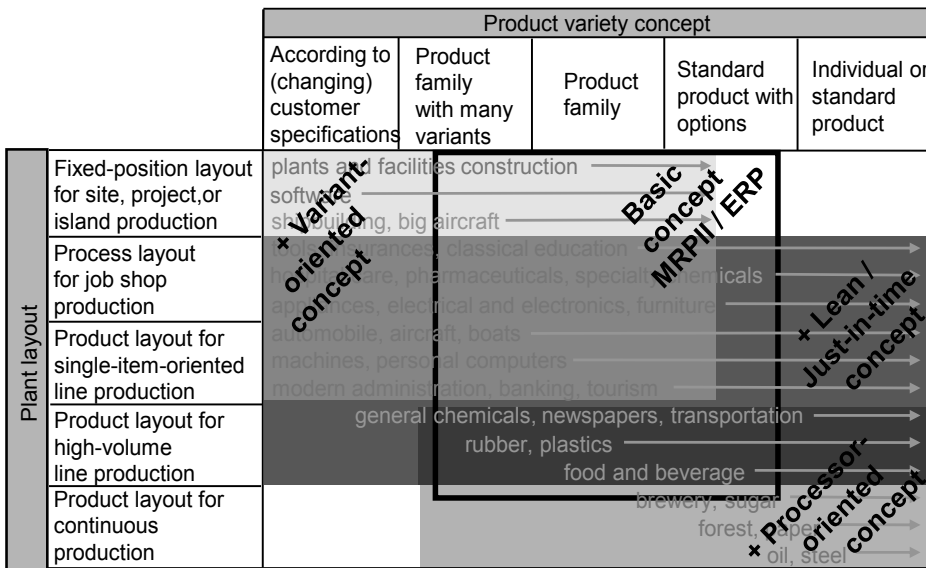 Product variety concept
According to
(changing)
customer
specifications
Product
family
with many
variants
Product
family
Standard
product with
options
Individual or
standard
product
Plant layout
Fixed-position layout
for site, project,or
island production
Process layout
for job shop
production
Product layout for
single-item-oriented
line production
Product layout for
high-volume
line production
Product layout for
continuous
production
plants and facilities construction
software
shipbuilding, big aircraft
tools, insurances, classical education
hospital care, pharmaceuticals, specialty chemicals
appliances, electrical and electronics, furniture
automobile, aircraft, boats
machines, personal computers
modern administration, banking, tourism
general chemicals, newspapers, transportation
rubber, plastics
food and beverage
brewery, sugar
forest, paper
oil, steel
+ Variant-
oriented
concept
Basic
concept
MRPII / ERP
+ Lean /
Just-in-time
concept
+ Processor-
oriented
concept